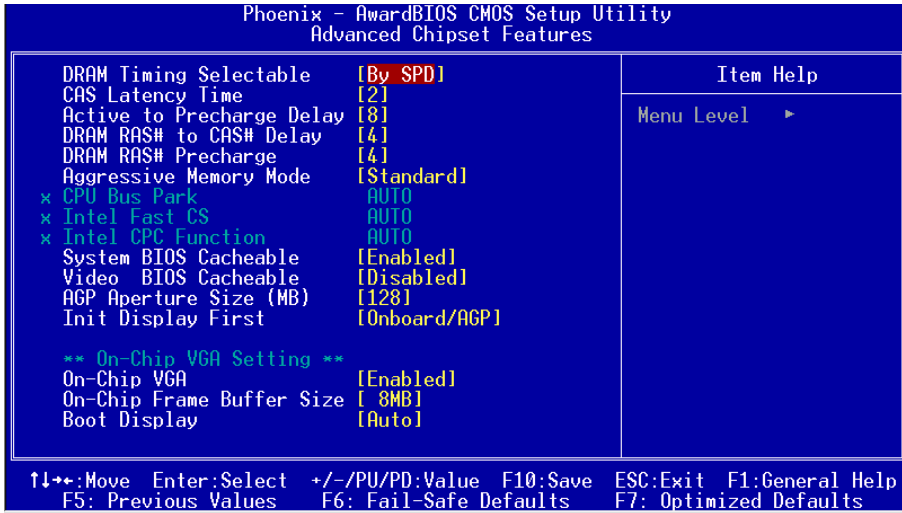 Phoenix - AwardBIOS CMOS Setup Utility
Advanced Chipset Features
DRAM Timing Selectable [By SPD]
CAS Latency Time [2]
Active to Precharge Delay [8]
DRAM RAS# to CAS# Delay [4]
DRAM RAS# Precharge [4]
Aggressive Memory Mode [Standard]
x CPU Bus Park AUTO
x Intel Fast CS AUTO
x Intel CPC Function AUTO
System BIOS Cacheable [Enabled]
Video BIOS Cacheable [Disabled]
AGP Aperture Size (MB) [128]
Init Display First [Onboard/AGP]
** On-Chip VGA Setting **
On-Chip VGA [Enabled]
On-Chip Frame Buffer Size [ 8MB]
Boot Display [Auto]
Item Help
Menu Level ►
↑↓→←:Move Enter:Select +/-/PU/PD:Value F10:Save ESC:Exit F1:General Help
F5: Previous Values F6: Fail-Safe Defaults F7: Optimized Defaults